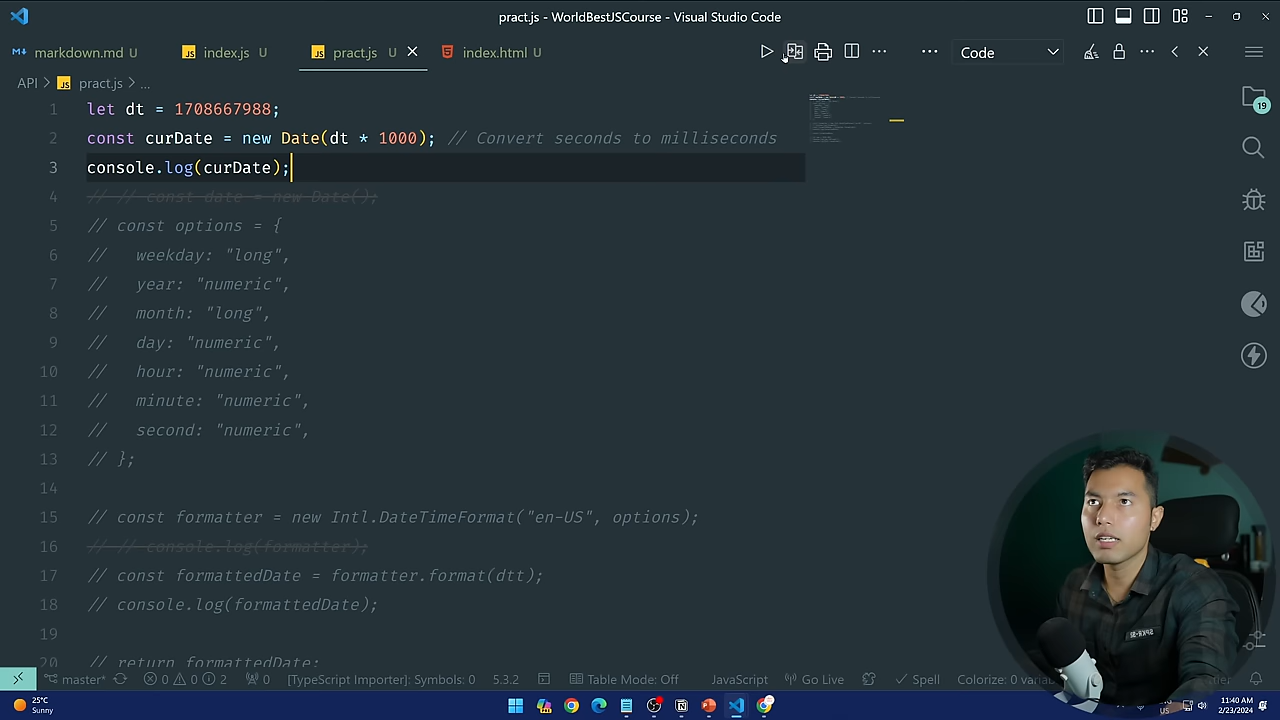 pract.js - WorldBestJSCourse - Visual Studio Code
markdown.md U
JS index.js U
JS pract.js U
index.html U
Code
API > JS pract.js > ...
1 let dt = 1708667988;
2 const curDate = new Date(dt * 1000); // Convert seconds to milliseconds
3 console.log(curDate);
4 // // const date = new Date();
5 // const options = {
6 // weekday: "long",
7 // year: "numeric",
8 // month: "long",
9 // day: "numeric",
10 // hour: "numeric",
11 // minute: "numeric",
12 // second: "numeric",
13 // };
14
15 // const formatter = new Intl.DateTimeFormat("en-US", options);
16 // // console.log(formatter);
17 // const formattedDate = formatter.format(dtt);
18 // console.log(formattedDate);
19
20 // return formattedDate;
19
master* 0 0 2 0 [TypeScript Importer]: Symbols: 0 5.3.2 Table Mode: Off JavaScript Go Live Spell Colorize: 0 varia
25°C
Sunny
US
11:40 AM
2/23/2024